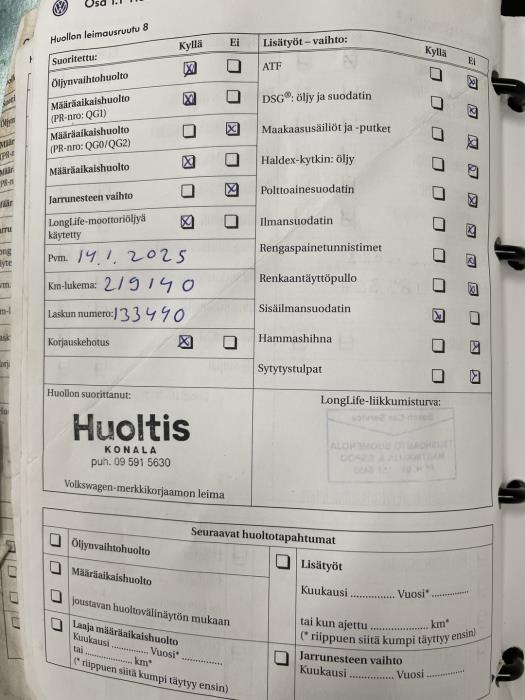 Huollon leimausruutu 8
Suoritettu: Kyllä Ei
Öljynvaihtohuolto
Määräaikaishuolto
(PR-nro: QG1)
Määräaikaishuolto
(PR-nro: QG0/QG2)
Määräaikaishuolto
Jarrunesteen vaihto
LongLife-moottoriöljyä
käytetty
Pvm. 14.1.2025
Km-lukema: 219140
Laskun numero: 133490
Korjauskehotus
Lisätyöt – vaihto: Kyllä Ei
ATF
DSG®: öljy ja suodatin
Maakaasusäiliöt ja -putket
Haldex-kytkin: öljy
Polttoainesuodatin
Ilmansuodatin
Rengaspainetunnistimet
Renkaantäyttöpullo
Sisäilmansuodatin
Hammashihna
Sytytystulpat
Huollon suorittanut:
Huoltis
KONALA
puh. 09 591 5630
Volkswagen-merkkikorjaamon leima
LongLife-liikkumisturva:
Seuraavat huoltotapahtumat
Öljynvaihtohuolto
Määräaikaishuolto
joustavan huoltovälinäytön mukaan
Laaja määräaikaishuolto
Kuukausi .............. Vuosi* ..............
tai .............. km*
(* riippuen siitä kumpi täytyy ensin)
Lisätyöt
Kuukausi .............. Vuosi* ..............
tai kun ajettu .............. km*
(* riippuen siitä kumpi täyttyy ensin)
Jarrunesteen vaihto
Kuukausi .............. Vuosi ..............